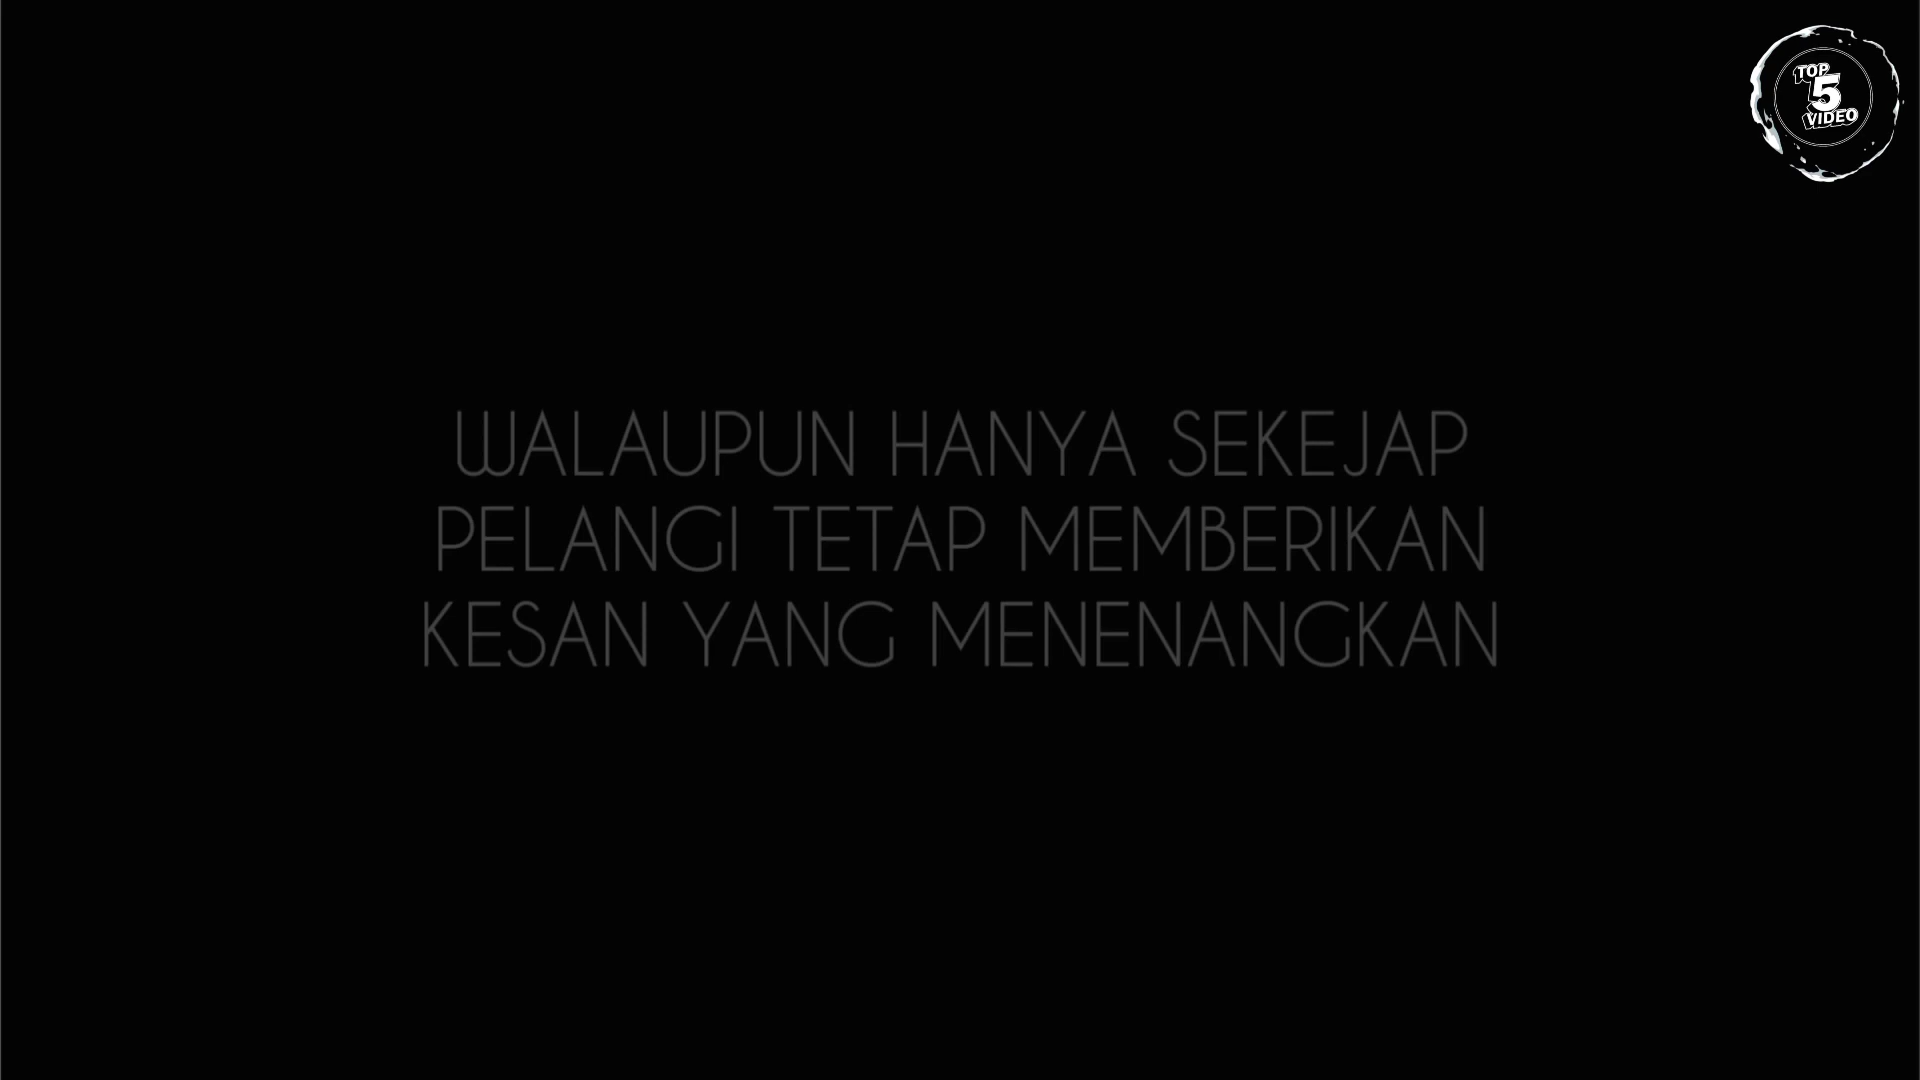 TOP
5
VIDEO
WALAUPUN HANYA SEKEJAP
PELANGI TETAP MEMBERIKAN
KESAN YANG MENENANGKAN